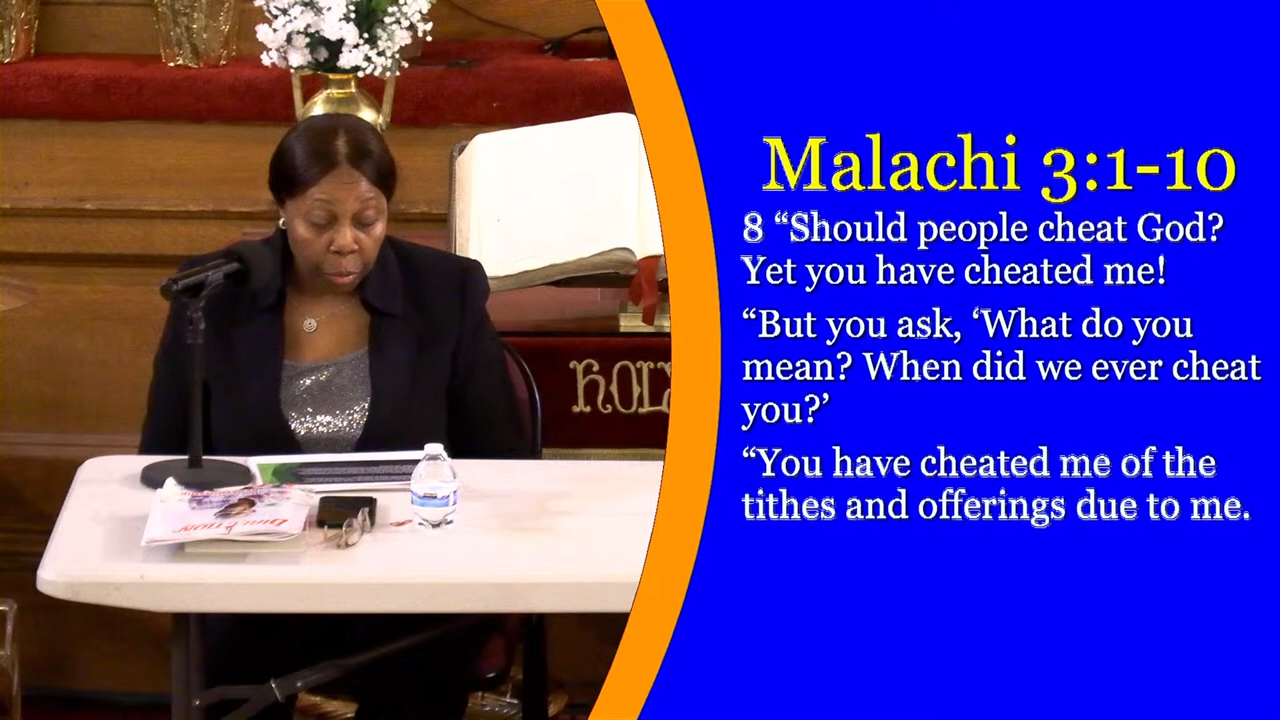 Malachi 3:1-10
8 “Should people cheat God?
Yet you have cheated me!
“But you ask, ‘What do you
mean? When did we ever cheat
you?’
“You have cheated me of the
tithes and offerings due to me.
HOLY